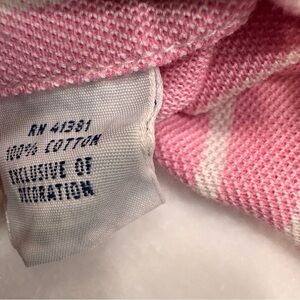 RN 41381
100% COTTON
EXCLUSIVE OF
DECORATION